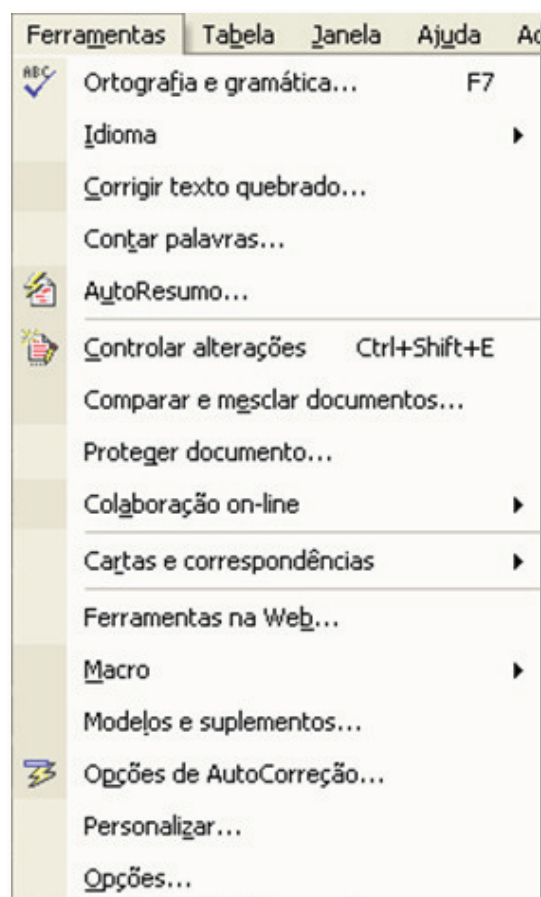 Ferramentas Tabela Janela Ajuda
ABC Ortografia e gramática... F7
Idioma
Corrigir texto quebrado...
Contar palavras...
AutoResumo...
Controlar alterações Ctrl+Shift+E
Comparar e mesclar documentos...
Proteger documento...
Colaboração on-line
Cartas e correspondências
Ferramentas na Web...
Macro
Modelos e suplementos...
Opções de AutoCorreção...
Personalizar...
Opções...